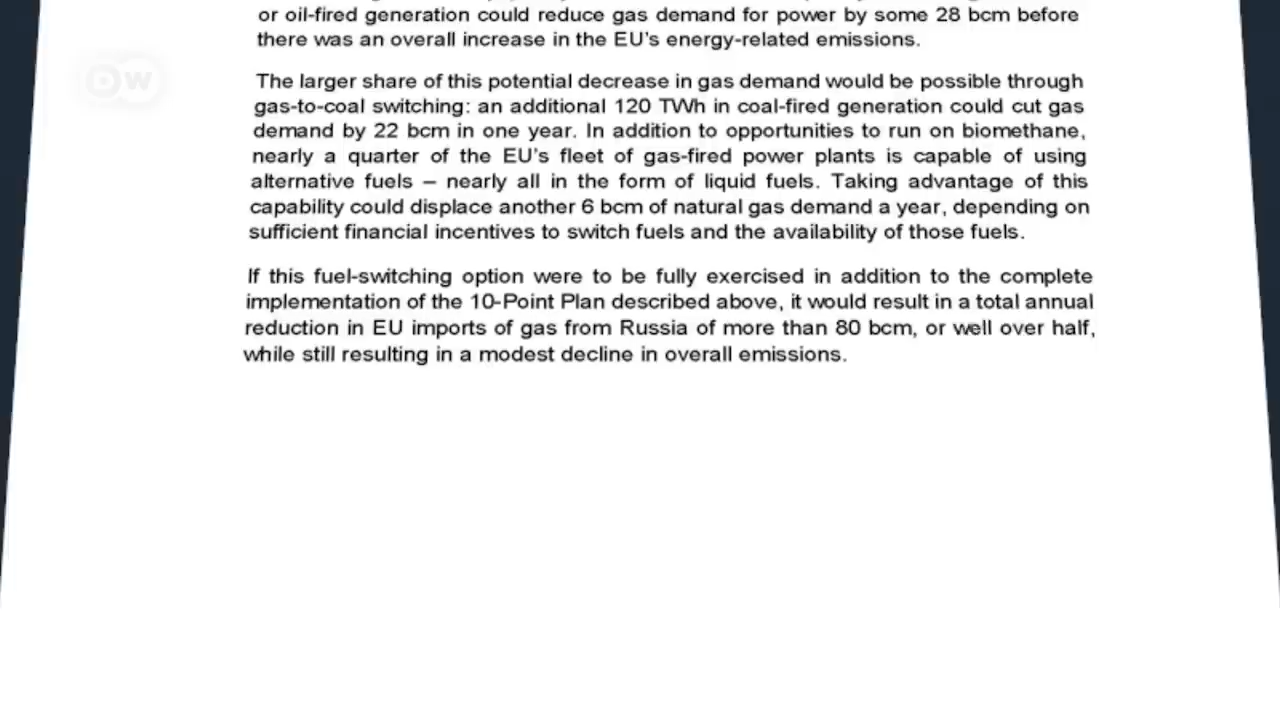 or oil-fired generation could reduce gas demand for power by some 28 bcm before
there was an overall increase in the EU's energy-related emissions.
DW
The larger share of this potential decrease in gas demand would be possible through
gas-to-coal switching: an additional 120 TWh in coal-fired generation could cut gas
demand by 22 bcm in one year. In addition to opportunities to run on biomethane,
nearly a quarter of the EU's fleet of gas-fired power plants is capable of using
alternative fuels – nearly all in the form of liquid fuels. Taking advantage of this
capability could displace another 6 bcm of natural gas demand a year, depending on
sufficient financial incentives to switch fuels and the availability of those fuels.
If this fuel-switching option were to be fully exercised in addition to the complete
implementation of the 10-Point Plan described above, it would result in a total annual
reduction in EU imports of gas from Russia of more than 80 bcm, or well over half,
while still resulting in a modest decline in overall emissions.